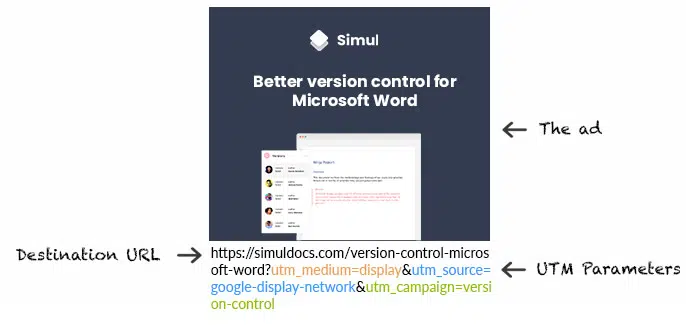 Simul
Better version control for
Microsoft Word
The ad
Destination URL
https://simuldocs.com/version-control-micros
oft-word?utm_medium=display&utm_source=
google-display-network&utm_campaign=versi
on-control
UTM Parameters